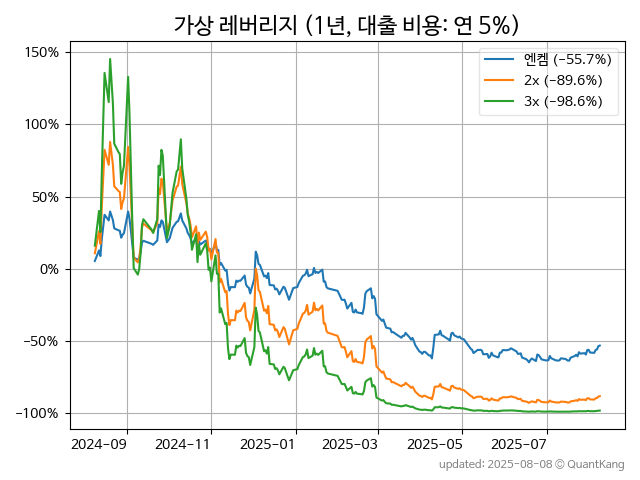 가상 레버리지 (1년, 대출 비용: 연 5%)
엔켐 (−55.7%)
2x (−89.6%)
3x (−98.6%)
150%
100%
50%
0%
−50%
−100%
2024-09 2024-11 2025-01 2025-03 2025-05 2025-07
updated: 2025-08-08 © QuantKang